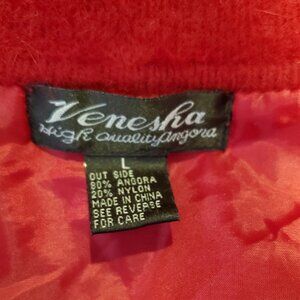 Venesha
High Quality Angora
L
OUT SIDE
80% ANGORA
20% NYLON
MADE IN CHINA
SEE REVERSE
FOR CARE